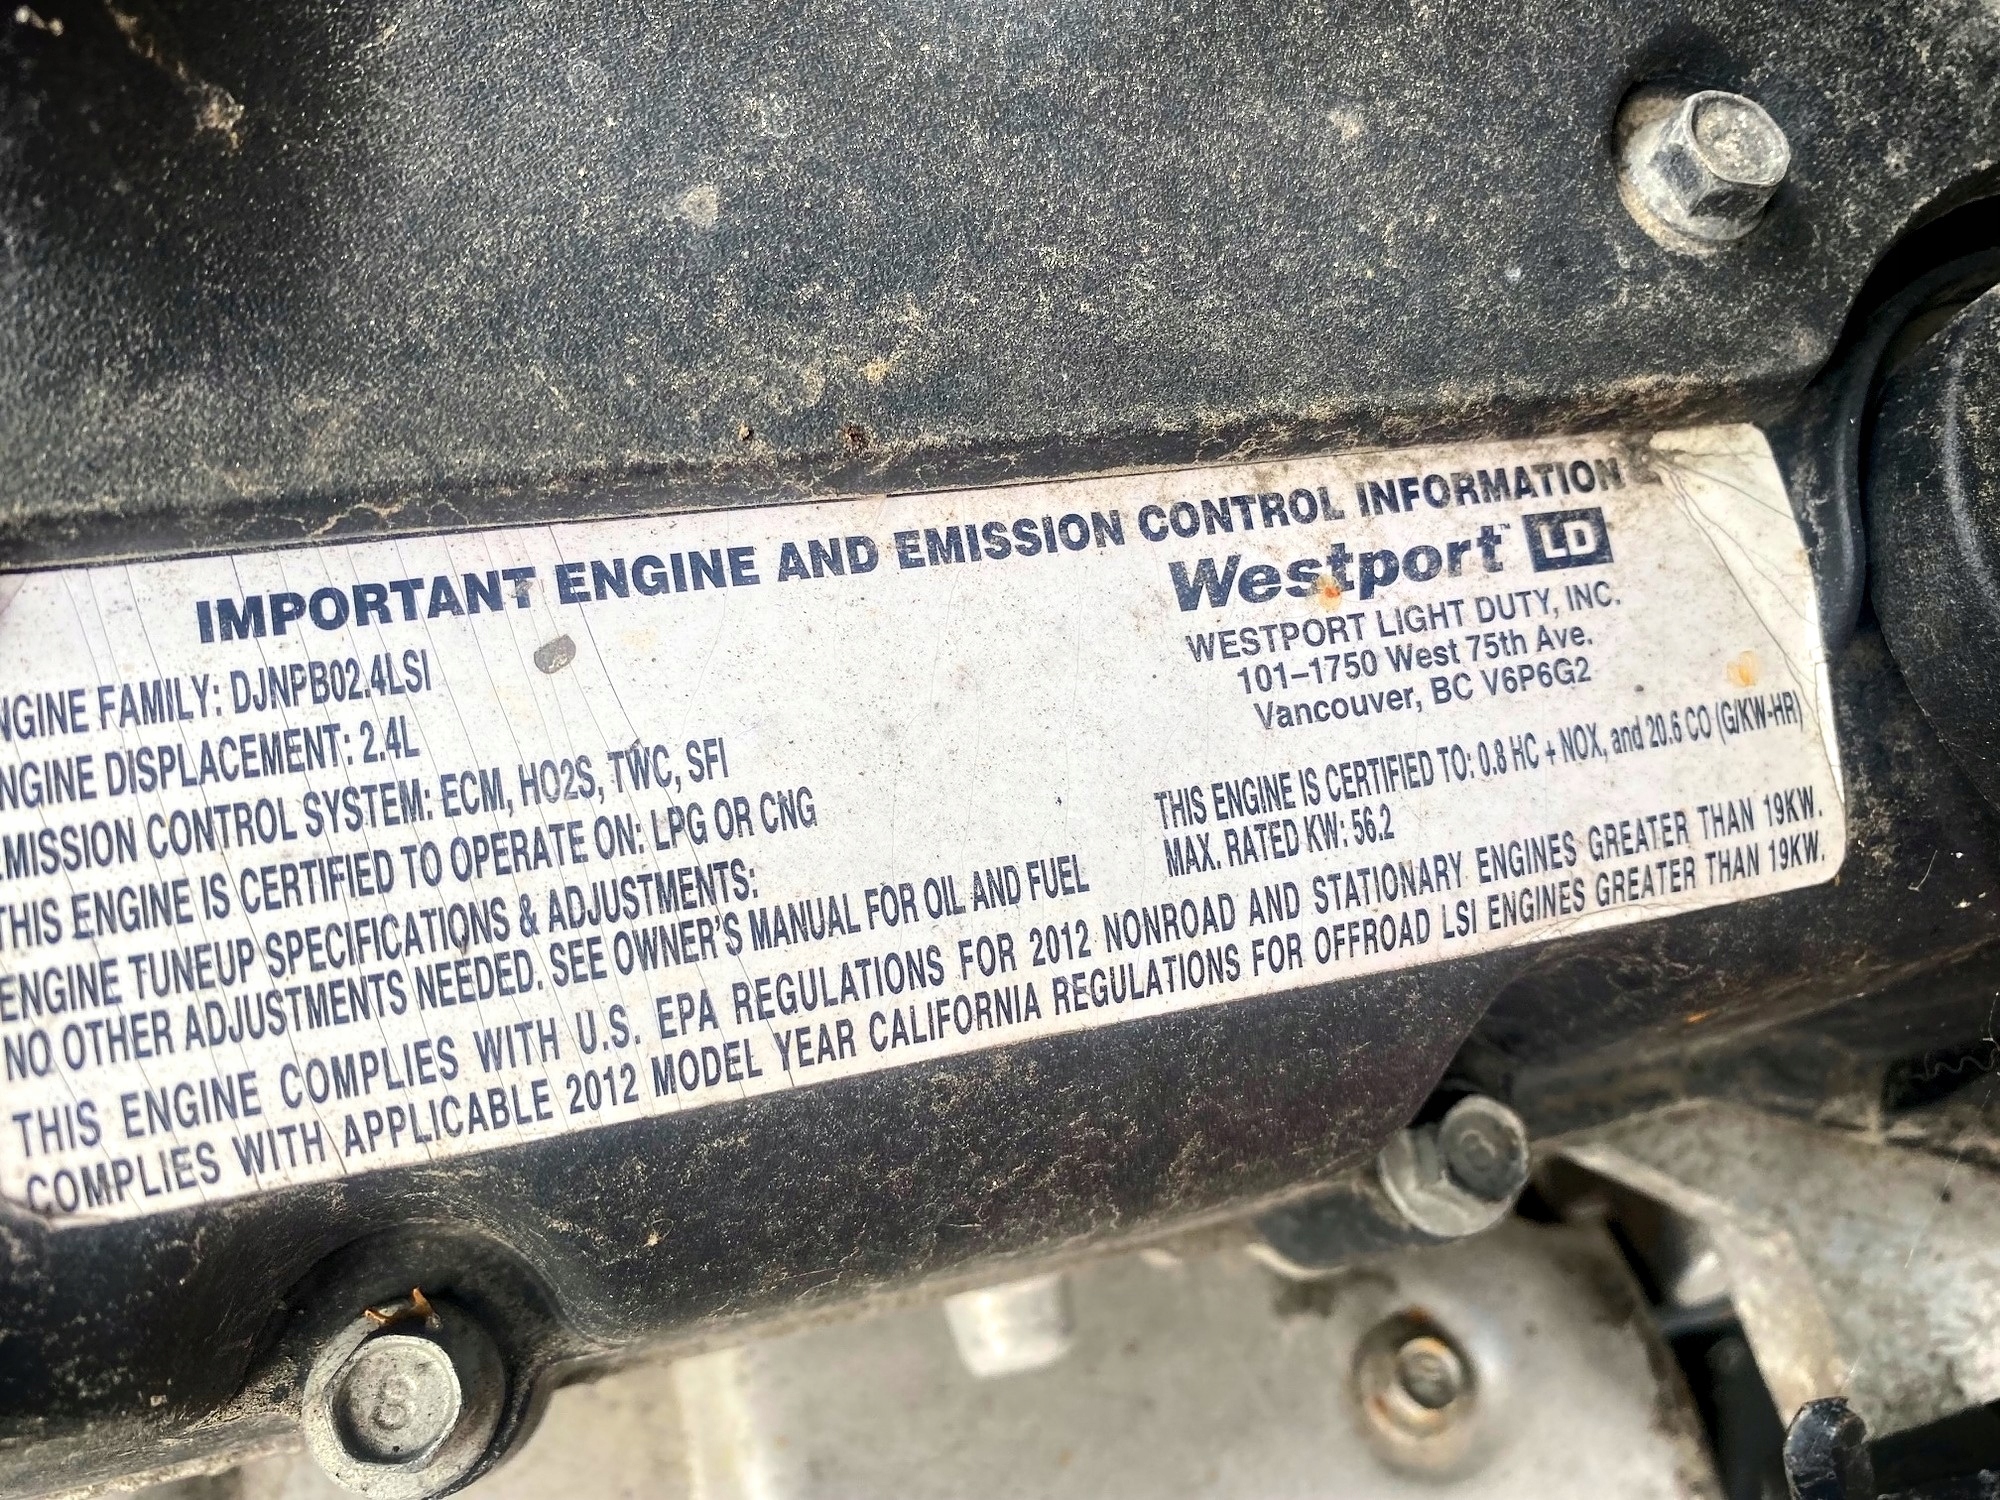 IMPORTANT ENGINE AND EMISSION CONTROL INFORMATION
Westport™ LD
WESTPORT LIGHT DUTY, INC.
101–1750 West 75th Ave.
Vancouver, BC V6P6G2
NGINE FAMILY: DJNPB02.4LSI
NGINE DISPLACEMENT: 2.4L
EMISSION CONTROL SYSTEM: ECM, HO2S, TWC, SFI
THIS ENGINE IS CERTIFIED TO OPERATE ON: LPG OR CNG
ENGINE TUNEUP SPECIFICATIONS & ADJUSTMENTS:
NO OTHER ADJUSTMENTS NEEDED. SEE OWNER'S MANUAL FOR OIL AND FUEL
THIS ENGINE IS CERTIFIED TO: 0.8 HC + NOX, and 20.6 CO (G/KW-HR)
MAX. RATED KW: 56.2
THIS ENGINE COMPLIES WITH U.S. EPA REGULATIONS FOR 2012 NONROAD AND STATIONARY ENGINES GREATER THAN 19KW.
COMPLIES WITH APPLICABLE 2012 MODEL YEAR CALIFORNIA REGULATIONS FOR OFFROAD LSI ENGINES GREATER THAN 19KW.
8